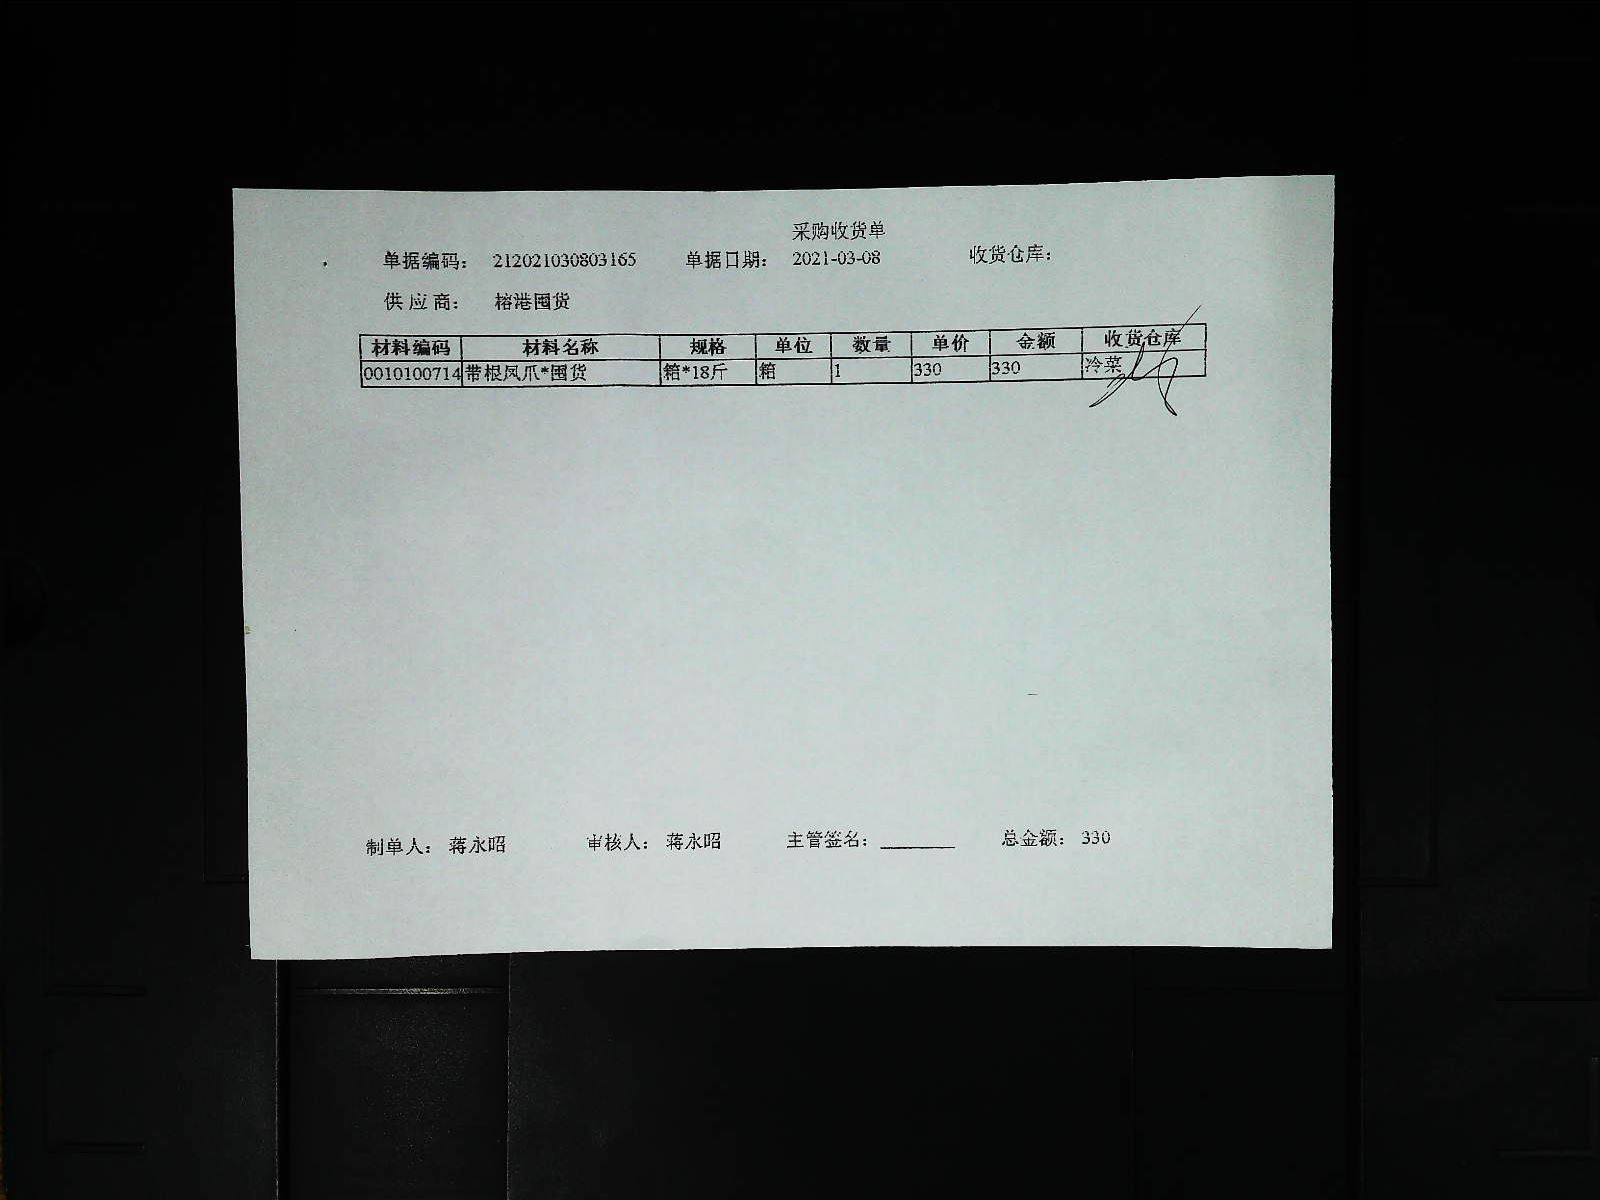 采购收货单
单据编码： 212021030803165 单据日期： 2021-03-08 收货仓库：
供应商： 榕港囤货
材料编码 材料名称 规格 单位 数量 单价 金额 收货仓库
0010100714 带根凤爪*囤货 箱*18斤 箱 1 330 330 冷菜
制单人： 蒋永昭 审核人： 蒋永昭 主管签名： 总金额： 330